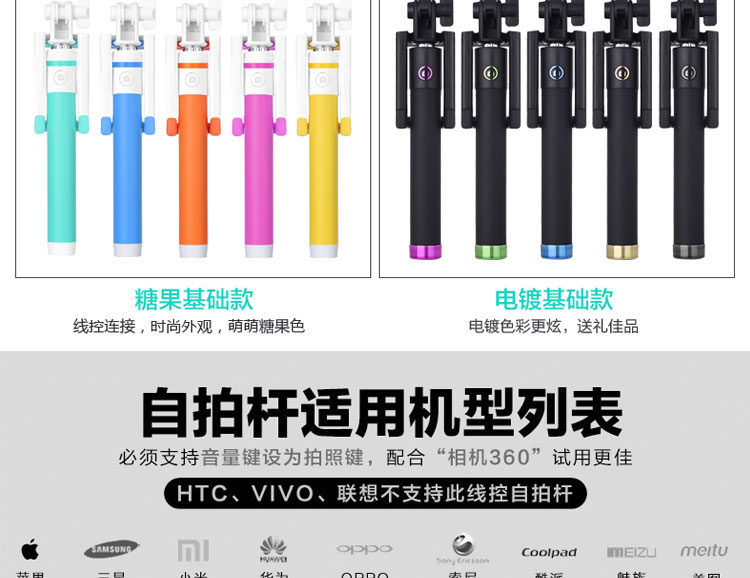 糖果基础款
线控连接，时尚外观，萌萌糖果色
电镀基础款
电镀色彩更炫，送礼佳品
自拍杆适用机型列表
必须支持音量键设为拍照键，配合“相机360”试用更佳
HTC、VIVO、联想不支持此线控自拍杆
SAMSUNG
HUAWEI
oppo
Sony Ericsson
Coolpad
MEIZU
meitu
苹果 三星 小米 华为 OPPO 索尼 酷派 魅族 美图